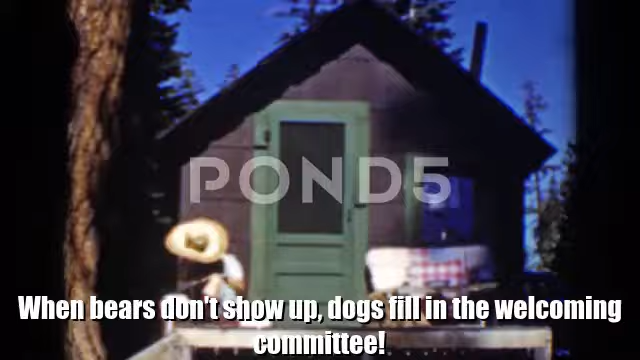 POND5
When bears don't show up, dogs fill in the welcoming
committee!